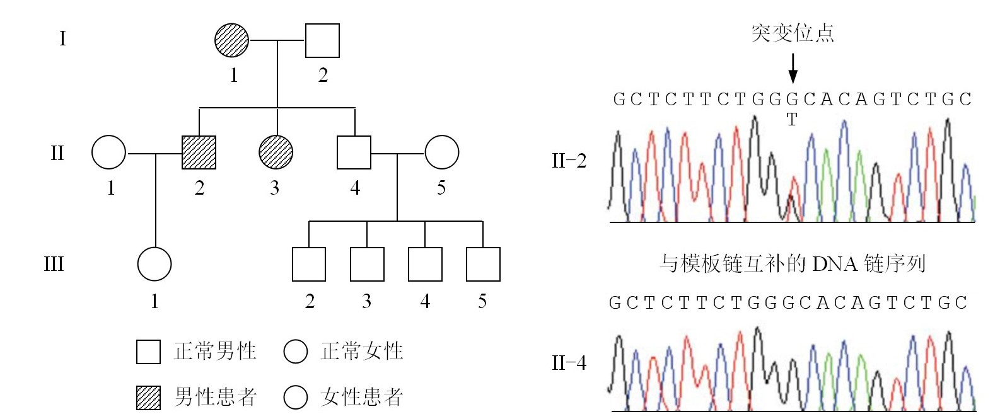 I
1
2
II
1
2
3
4
5
III
1
2
3
4
5
正常男性
正常女性
男性患者
女性患者
突变位点
GCTCTTCTGGGCACAGTCTGC
T
II-2
与模板链互补的 DNA 链序列
GCTCTTCTGGGCACAGTCTGC
II-4